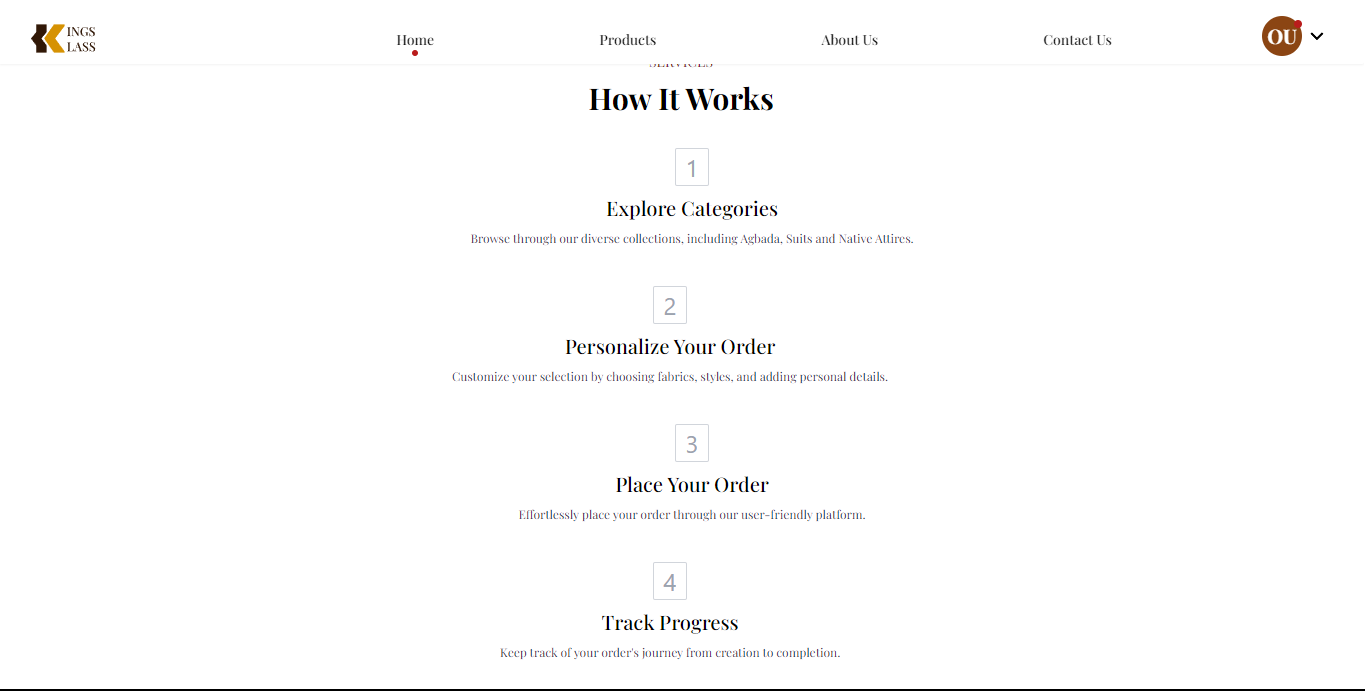 INGS
LASS
Home
Products
About Us
Contact Us
OU
SERVICES
How It Works
1
Explore Categories
Browse through our diverse collections, including Agbada, Suits and Native Attires.
2
Personalize Your Order
Customize your selection by choosing fabrics, styles, and adding personal details.
3
Place Your Order
Effortlessly place your order through our user-friendly platform.
4
Track Progress
Keep track of your order's journey from creation to completion.